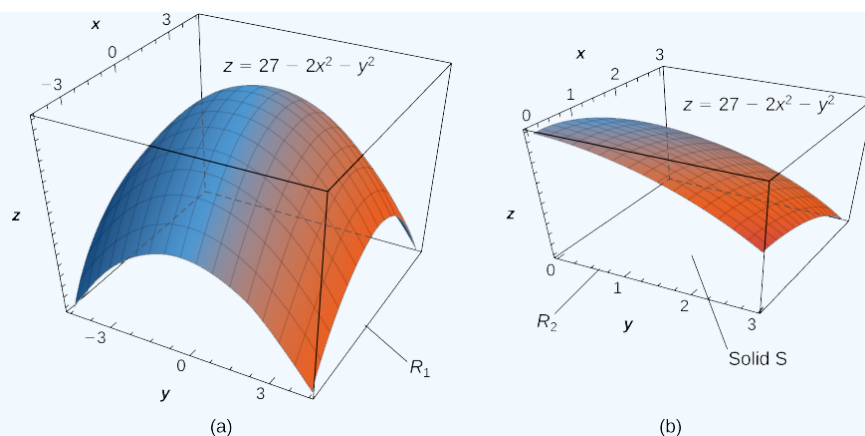 x
3
0
−3
z = 27 − 2x² − y²
z
−3
0
3
y
R₁
(a)
x
3
2
1
0
z = 27 − 2x² − y²
z
0
1
2
3
R₂
y
Solid S
(b)